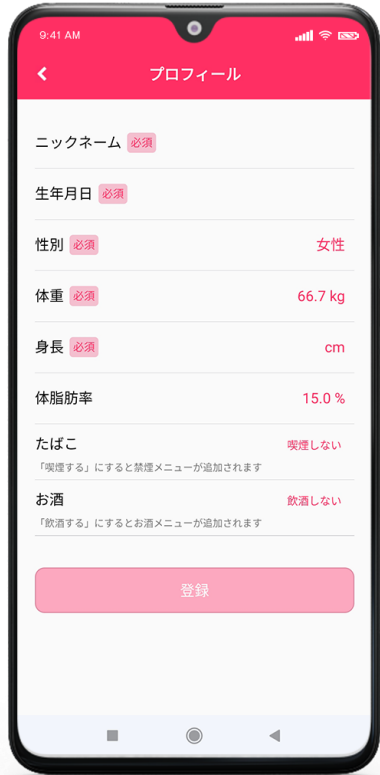 9:41 AM
プロフィール
ニックネーム 必須
生年月日 必須
性別 必須 女性
体重 必須 66.7 kg
身長 必須 cm
体脂肪率 15.0 %
たばこ 喫煙しない
「喫煙する」にすると禁煙メニューが追加されます
お酒 飲酒しない
「飲酒する」にするとお酒メニューが追加されます
登録